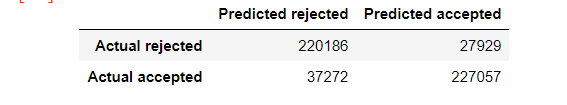 Predicted rejected Predicted accepted
Actual rejected 220186 27929
Actual accepted 37272 227057